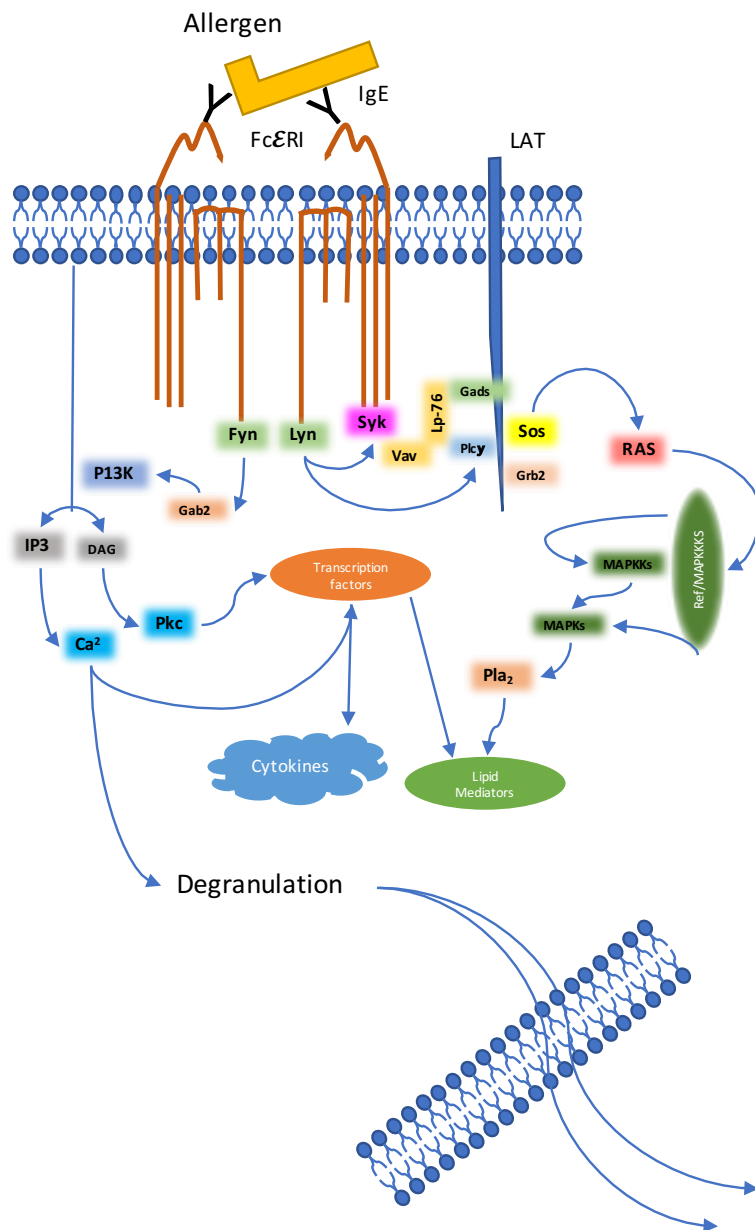 Allergen
IgE
FcƐRI
LAT
Gads
Lp-76
Syk
Sos
Fyn
Lyn
Vav
Plcy
RAS
P13K
Grb2
Gab2
IP3
DAG
Transcription
factors
MAPKKs
Ref/MAPKKKS
Pkc
MAPKs
Ca²
Pla₂
Cytokines
Lipid
Mediators
Degranulation